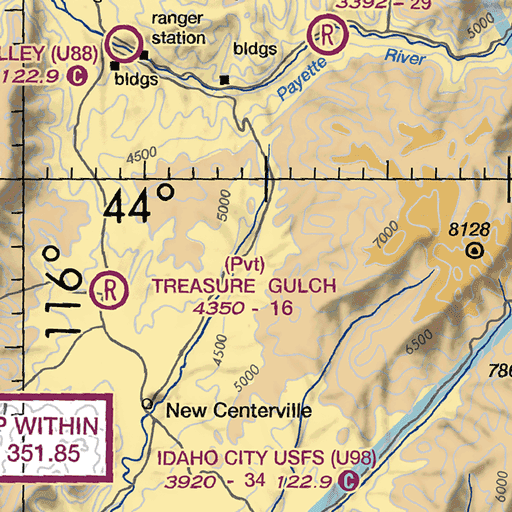 3392 - 29
ranger
station
5000
LLEY (U88)
bldgs
R
122.9 C
bldgs
River
Payette
4500
44°
5000
8128
7000
116°
(Pvt)
R
TREASURE GULCH
4350 - 16
4500
6500
5000
786
New Centerville
P WITHIN
351.85
IDAHO CITY USFS (U98)
3920 - 34 122.9 C
6000